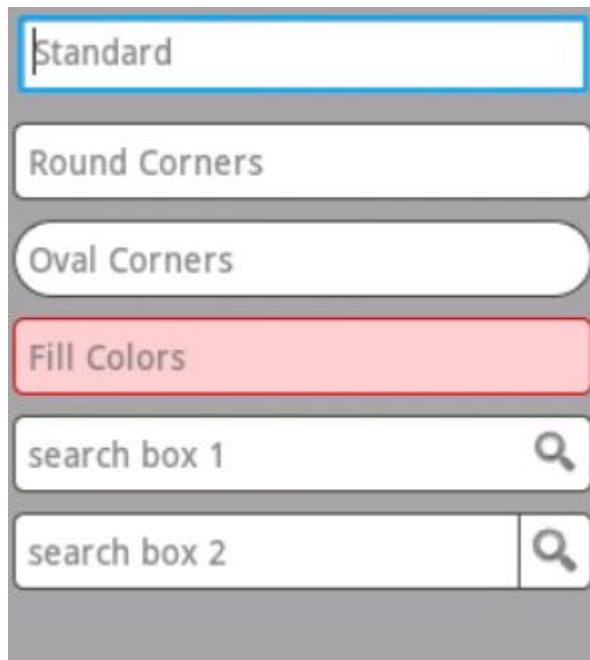 Standard
Round Corners
Oval Corners
Fill Colors
search box 1
search box 2